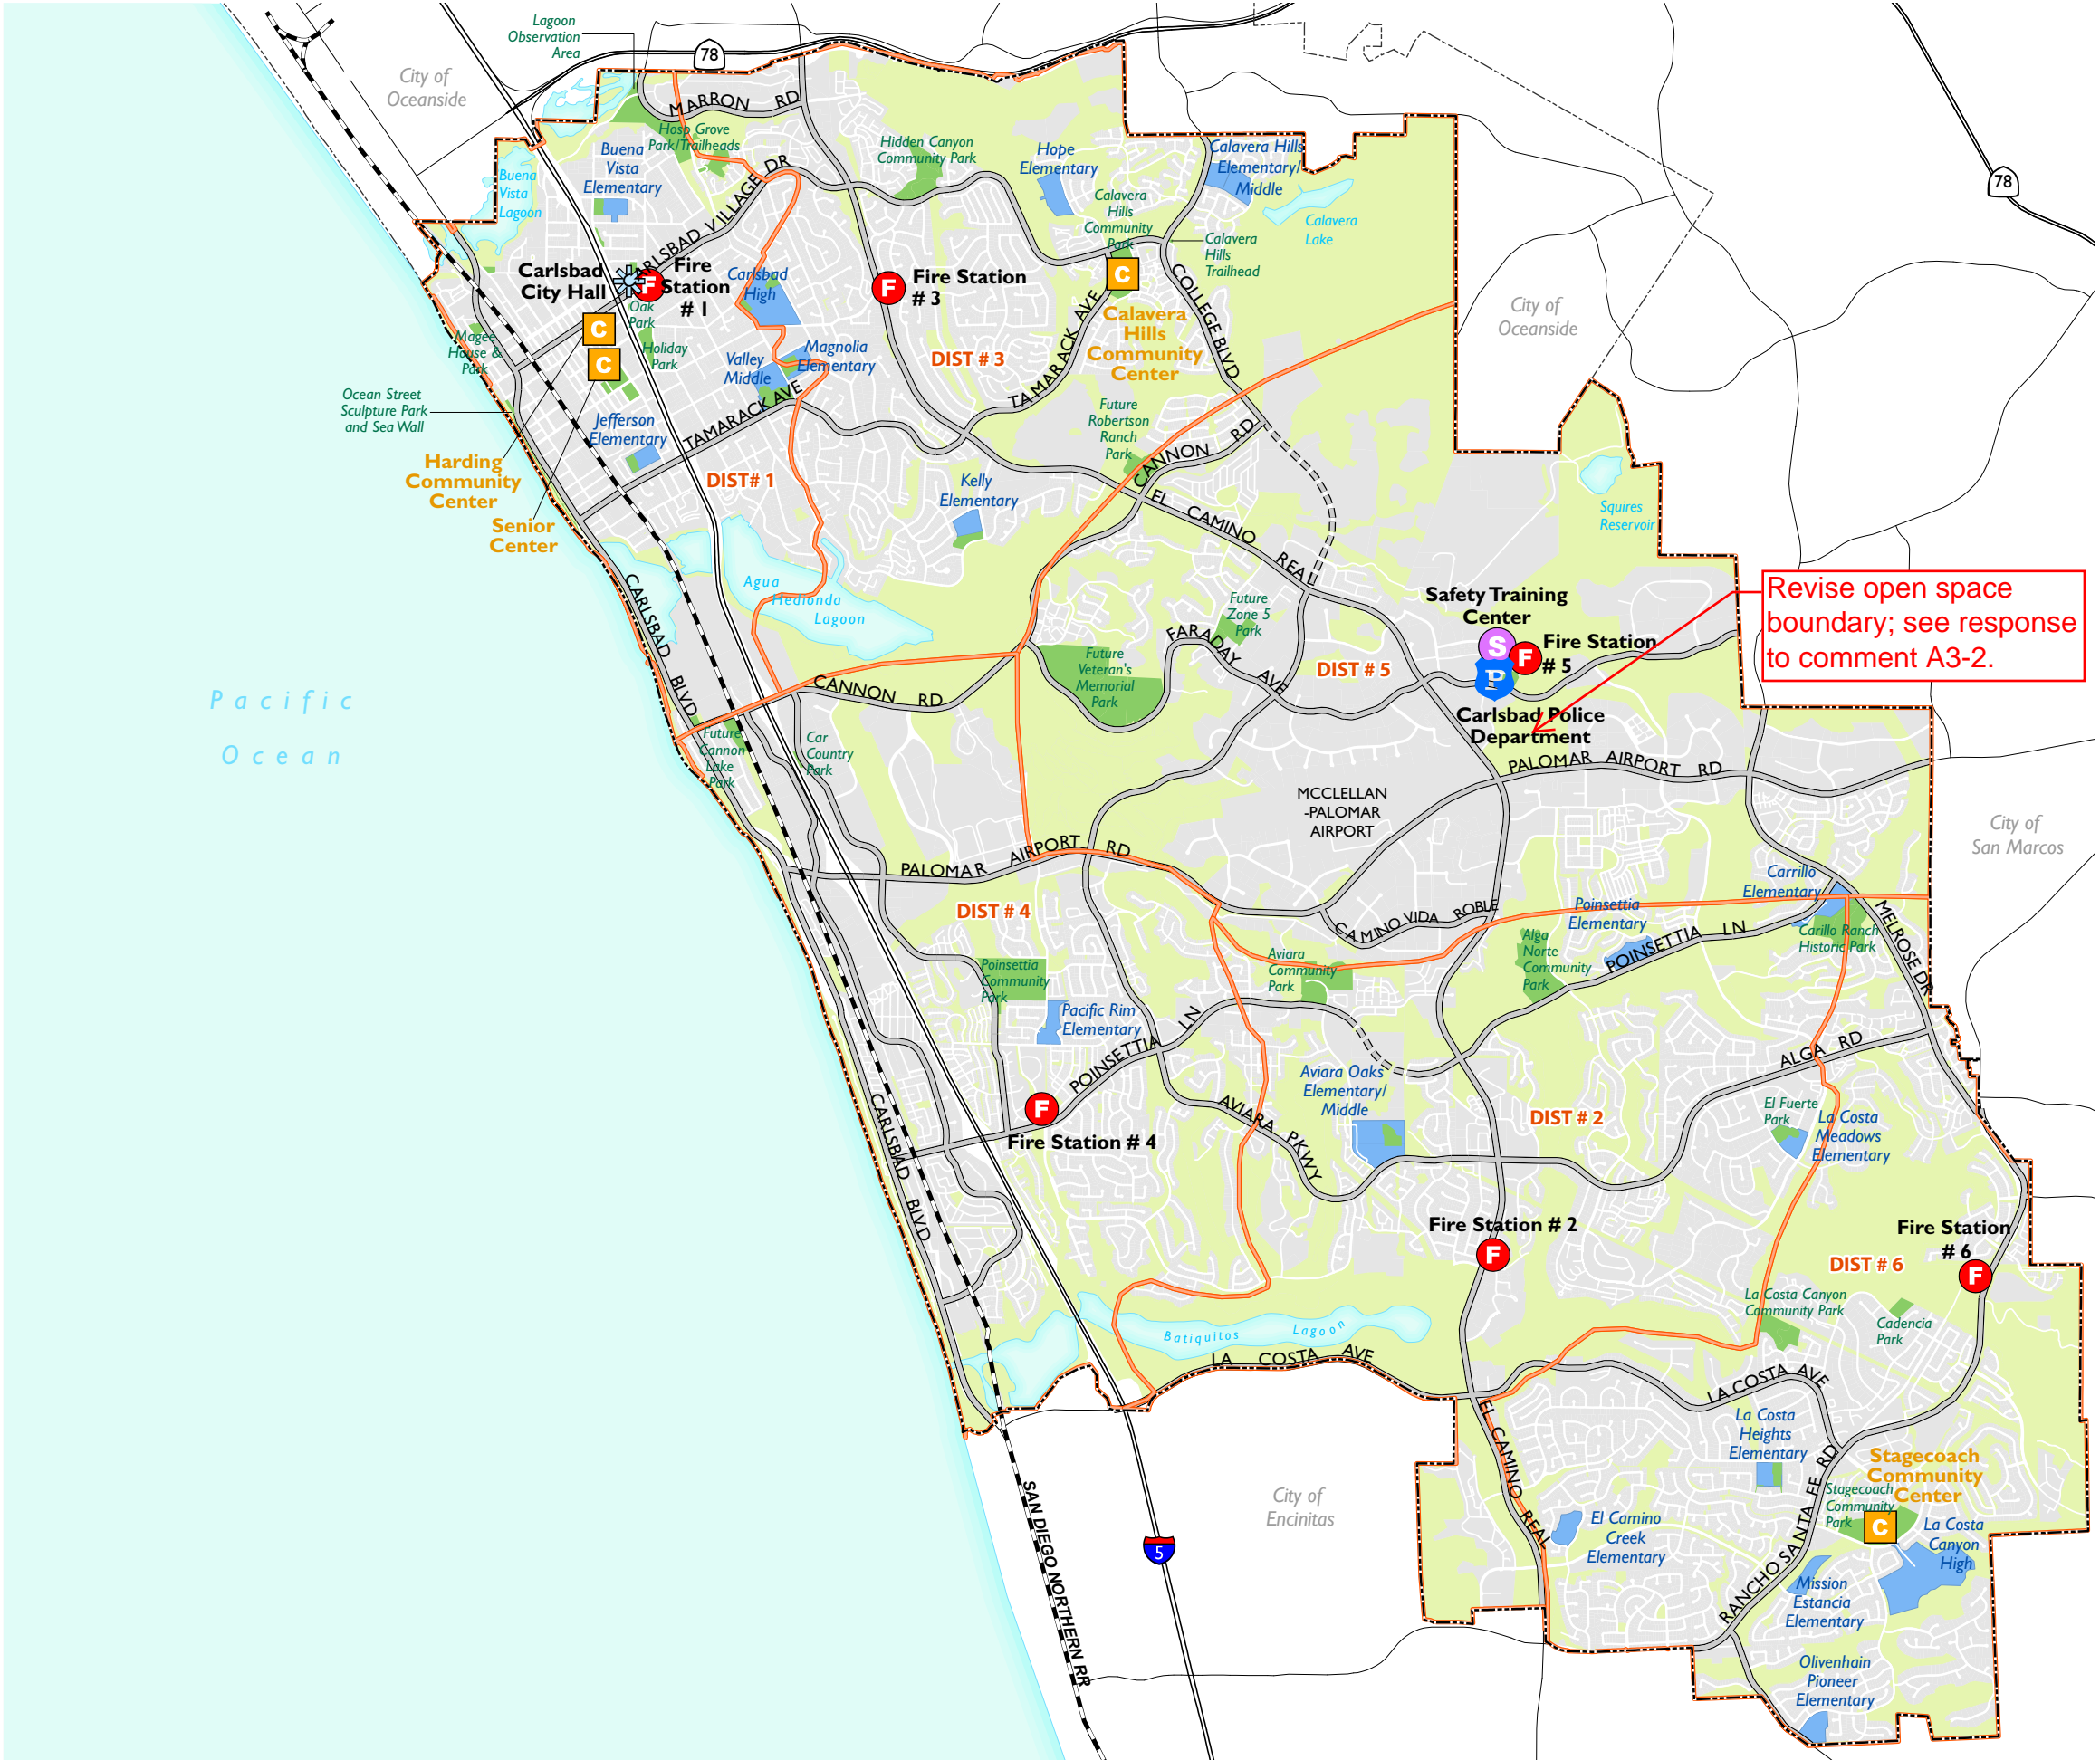 Lagoon
Observation
Area
78
City of
Oceanside
MARRON RD
Hosp Grove
Park/Trailheads
Buena
Vista
Elementary
Hidden Canyon
Community Park
Hope
Elementary
Calavera Hills
Elementary/
Middle
78
Buena
Vista
Lagoon
CARLSBAD VILLAGE DR
Calavera
Hills
Community
Park
Calavera
Lake
Calavera
Hills
Trailhead
Carlsbad
City Hall
F
Fire
Station
# 1
Carlsbad
High
F
Fire Station
# 3
C
Calavera
Hills
Community
Center
COLLEGE BLVD
City of
Oceanside
Oak
Park
C
C
Holiday
Park
Magee
House &
Park
Valley
Middle
Magnolia
Elementary
DIST # 3
TAMARACK AVE
Ocean Street
Sculpture Park
and Sea Wall
Jefferson
Elementary
TAMARACK AVE
Future
Robertson
Ranch
Park
CANNON RD
Harding
Community
Center
DIST# 1
Kelly
Elementary
Senior
Center
EL CAMINO REAL
Squires
Reservoir
CARLSBAD BLVD
Agua
Hedionda
Lagoon
Future
Zone 5
Park
Safety Training
Center
S
F
Fire Station
# 5
P
Carlsbad Police
Department
Revise open space
boundary; see response
to comment A3-2.
FARADAY AVE
DIST # 5
Future
Veteran's
Memorial
Park
CANNON RD
Pacific
Ocean
Future
Cannon
Lake
Park
Car
Country
Park
PALOMAR AIRPORT RD
MCCLELLAN
-PALOMAR
AIRPORT
City of
San Marcos
PALOMAR AIRPORT RD
Carrillo
Elementary
DIST # 4
CAMINO VIDA ROBLE
Poinsettia
Elementary
POINSETTIA LN
Carillo Ranch
Historic Park
MELROSE DR
Alga
Norte
Community
Park
Aviara
Community
Park
Poinsettia
Community
Park
Pacific Rim
Elementary
POINSETTIA LN
ALGA RD
Aviara Oaks
Elementary/
Middle
F
Fire Station # 4
AVIARA PKWY
DIST # 2
El Fuerte
Park
La Costa
Meadows
Elementary
CARLSBAD BLVD
Fire Station # 2
F
Fire Station
# 6
F
DIST # 6
La Costa Canyon
Community Park
Cadencia
Park
Batiquitos Lagoon
LA COSTA AVE
LA COSTA AVE
La Costa
Heights
Elementary
EL CAMINO REAL
RANCHO SANTA FE RD
Stagecoach
Community
Center
Stagecoach
Community
Park
C
La Costa
Canyon
High
City of
Encinitas
El Camino
Creek
Elementary
5
SAN DIEGO NORTHERN RR
Mission
Estancia
Elementary
Olivenhain
Pioneer
Elementary